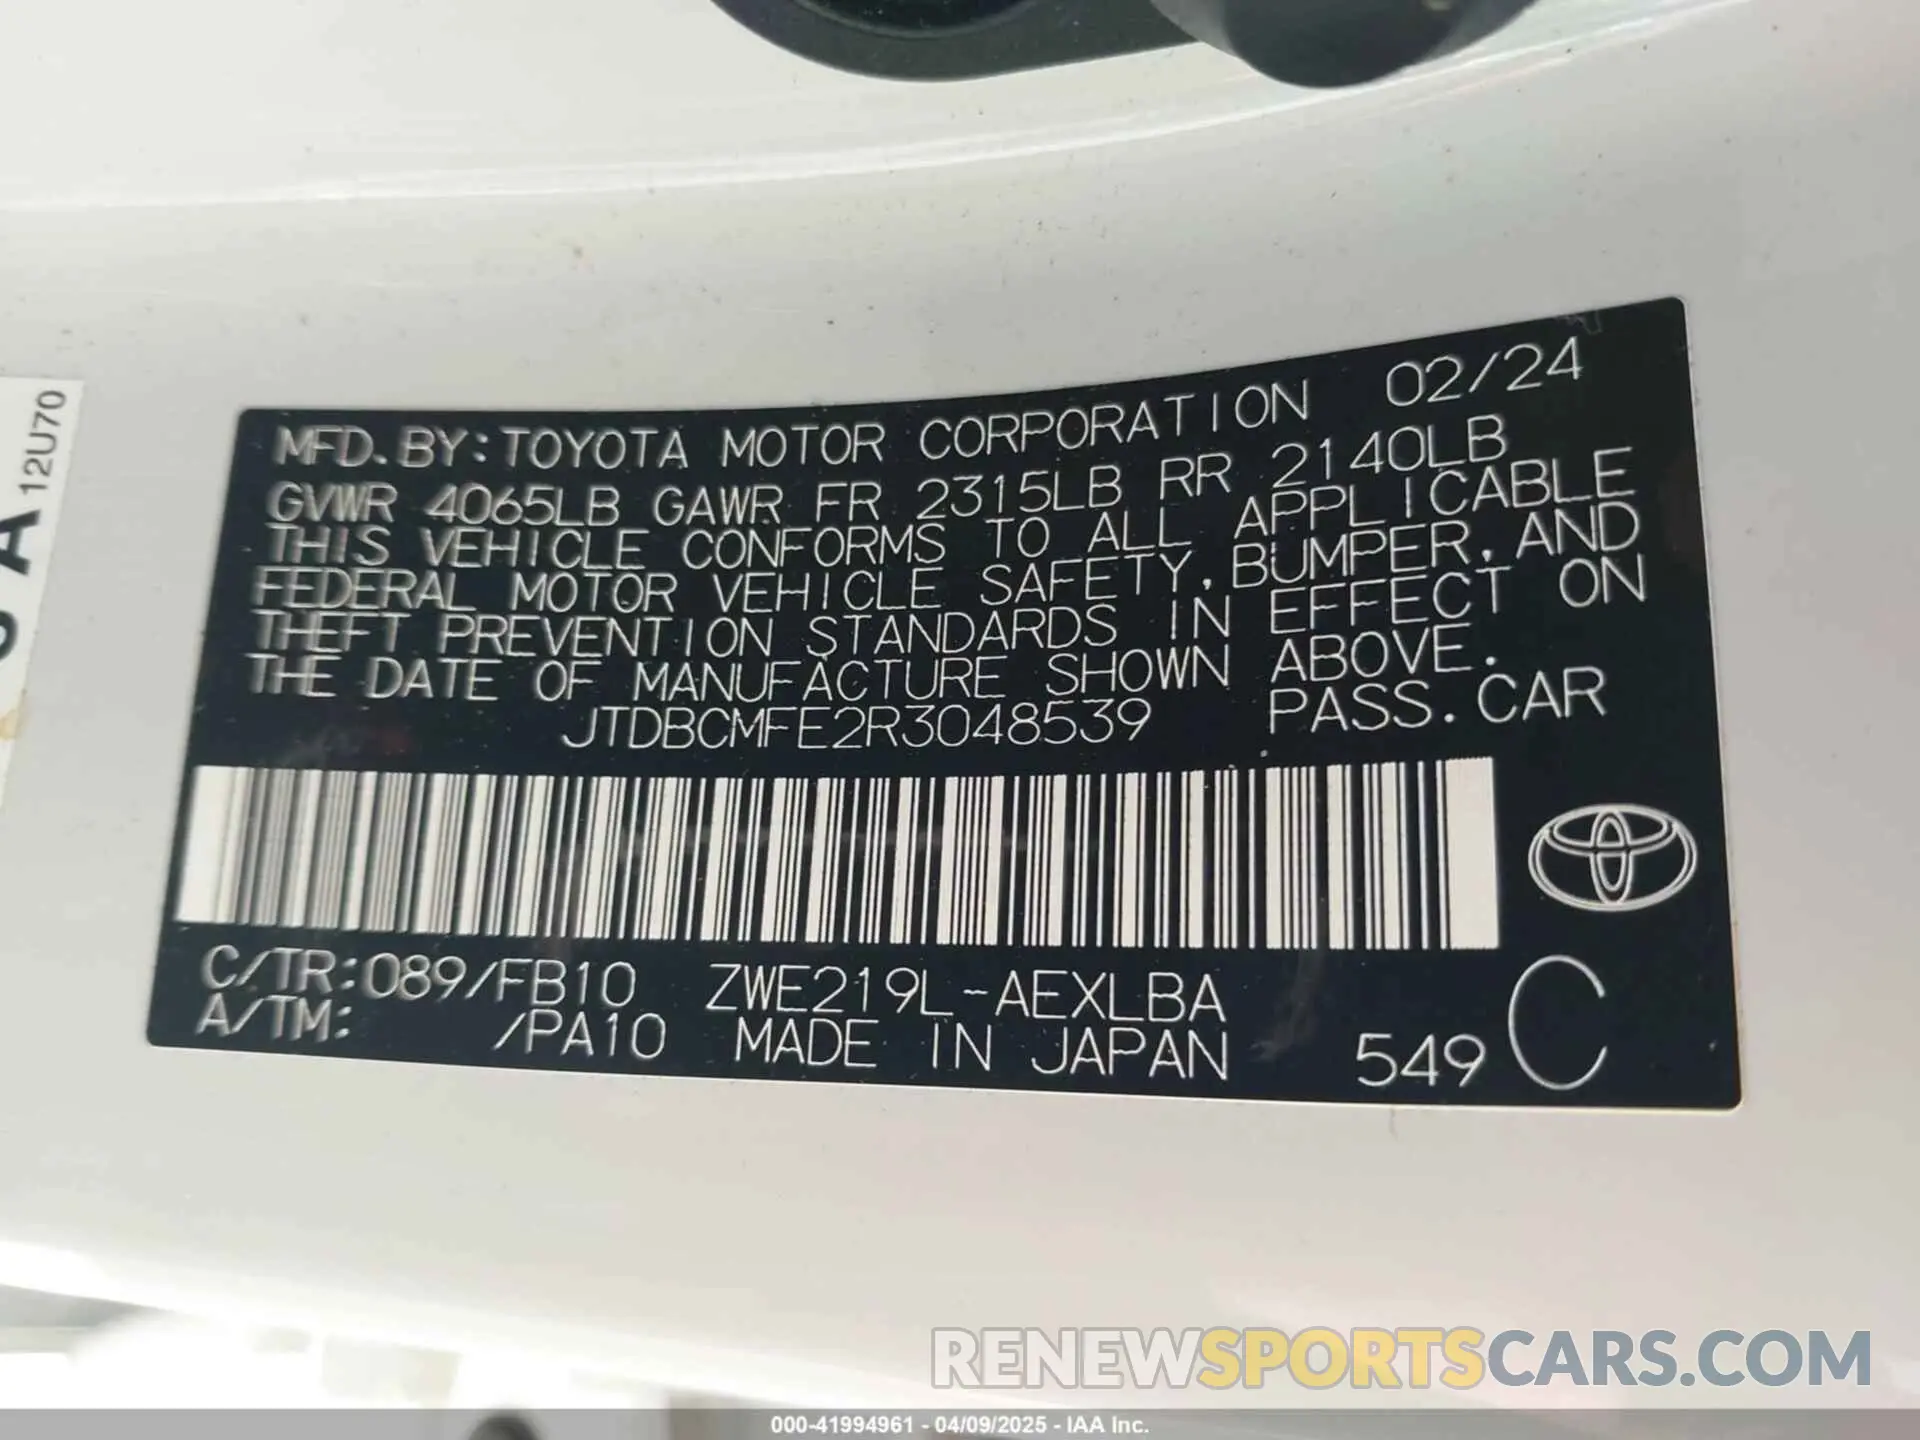 MFD.BY:TOYOTA MOTOR CORPORATION 02/24
GVWR 4065LB GAWR FR 2315LB RR 2140LB
THIS VEHICLE CONFORMS TO ALL APPLICABLE
FEDERAL MOTOR VEHICLE SAFETY, BUMPER, AND
THEFT PREVENTION STANDARDS IN EFFECT ON
THE DATE OF MANUFACTURE SHOWN ABOVE.
JTDBCMFE2R3048539 PASS.CAR
C/TR:089/FB10 ZWE219L-AEXLBA
A/TM: /PA10 MADE IN JAPAN 549 C
12U70
A
RENEWSPORTSCARS.COM
000-41994961 - 04/09/2025 - IAA Inc.